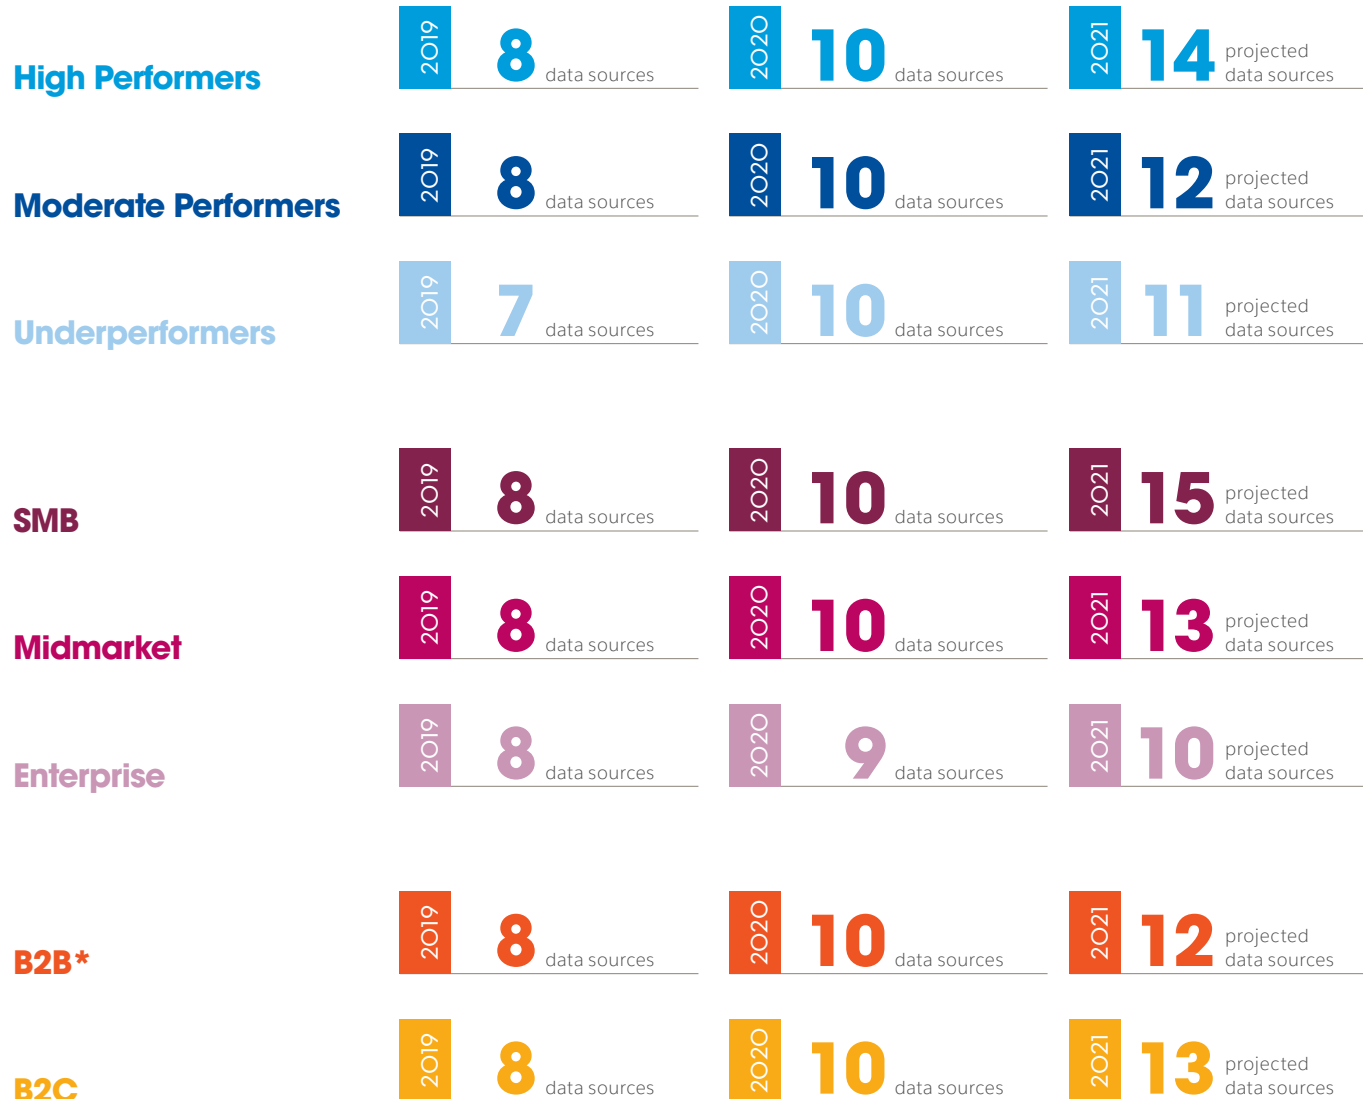 High Performers
2019
8 data sources
2020
10 data sources
2021
14 projected
data sources
Moderate Performers
2019
8 data sources
2020
10 data sources
2021
12 projected
data sources
Underperformers
2019
7 data sources
2020
10 data sources
2021
11 projected
data sources
SMB
2019
8 data sources
2020
10 data sources
2021
15 projected
data sources
Midmarket
2019
8 data sources
2020
10 data sources
2021
13 projected
data sources
Enterprise
2019
8 data sources
2020
9 data sources
2021
10 projected
data sources
B2B*
2019
8 data sources
2020
10 data sources
2021
12 projected
data sources
B2C
2019
8 data sources
2020
10 data sources
2021
13 projected
data sources